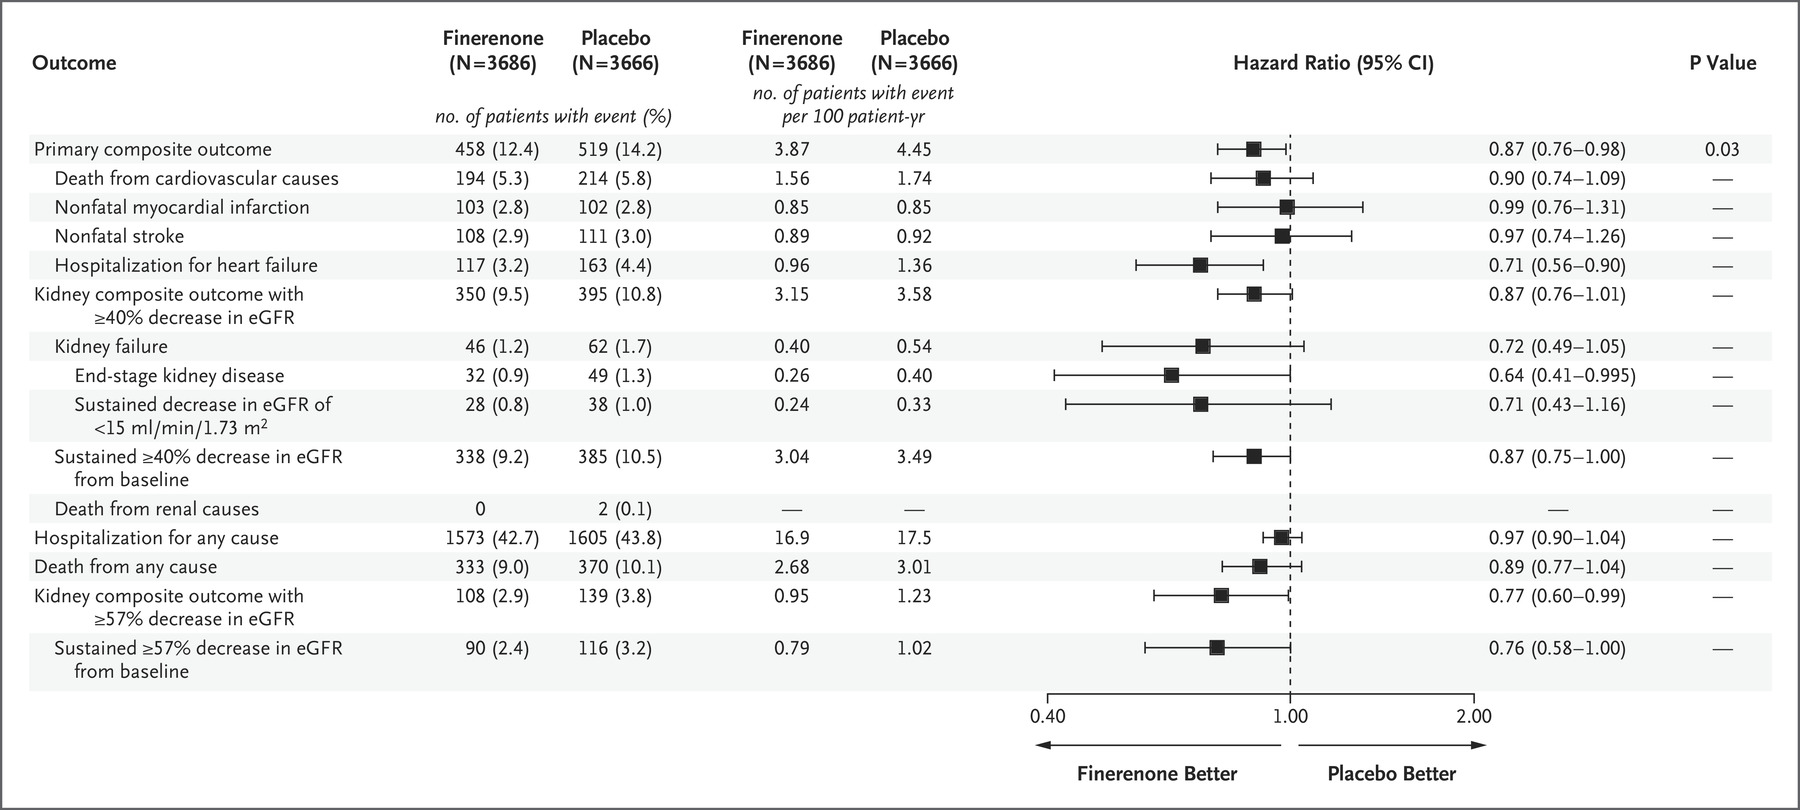 Finerenone Placebo Finerenone Placebo
Outcome (N=3686) (N=3666) (N=3686) (N=3666) Hazard Ratio (95% CI) P Value
no. of patients with event
no. of patients with event (%) per 100 patient-yr
Primary composite outcome 458 (12.4) 519 (14.2) 3.87 4.45 0.87 (0.76–0.98) 0.03
Death from cardiovascular causes 194 (5.3) 214 (5.8) 1.56 1.74 0.90 (0.74–1.09) —
Nonfatal myocardial infarction 103 (2.8) 102 (2.8) 0.85 0.85 0.99 (0.76–1.31) —
Nonfatal stroke 108 (2.9) 111 (3.0) 0.89 0.92 0.97 (0.74–1.26) —
Hospitalization for heart failure 117 (3.2) 163 (4.4) 0.96 1.36 0.71 (0.56–0.90) —
Kidney composite outcome with 350 (9.5) 395 (10.8) 3.15 3.58 0.87 (0.76–1.01) —
≥40% decrease in eGFR
Kidney failure 46 (1.2) 62 (1.7) 0.40 0.54 0.72 (0.49–1.05) —
End-stage kidney disease 32 (0.9) 49 (1.3) 0.26 0.40 0.64 (0.41–0.995) —
Sustained decrease in eGFR of 28 (0.8) 38 (1.0) 0.24 0.33 0.71 (0.43–1.16) —
<15 ml/min/1.73 m²
Sustained ≥40% decrease in eGFR 338 (9.2) 385 (10.5) 3.04 3.49 0.87 (0.75–1.00) —
from baseline
Death from renal causes 0 2 (0.1) — — — —
Hospitalization for any cause 1573 (42.7) 1605 (43.8) 16.9 17.5 0.97 (0.90–1.04) —
Death from any cause 333 (9.0) 370 (10.1) 2.68 3.01 0.89 (0.77–1.04) —
Kidney composite outcome with 108 (2.9) 139 (3.8) 0.95 1.23 0.77 (0.60–0.99) —
≥57% decrease in eGFR
Sustained ≥57% decrease in eGFR 90 (2.4) 116 (3.2) 0.79 1.02 0.76 (0.58–1.00) —
from baseline
0.40 1.00 2.00
Finerenone Better Placebo Better